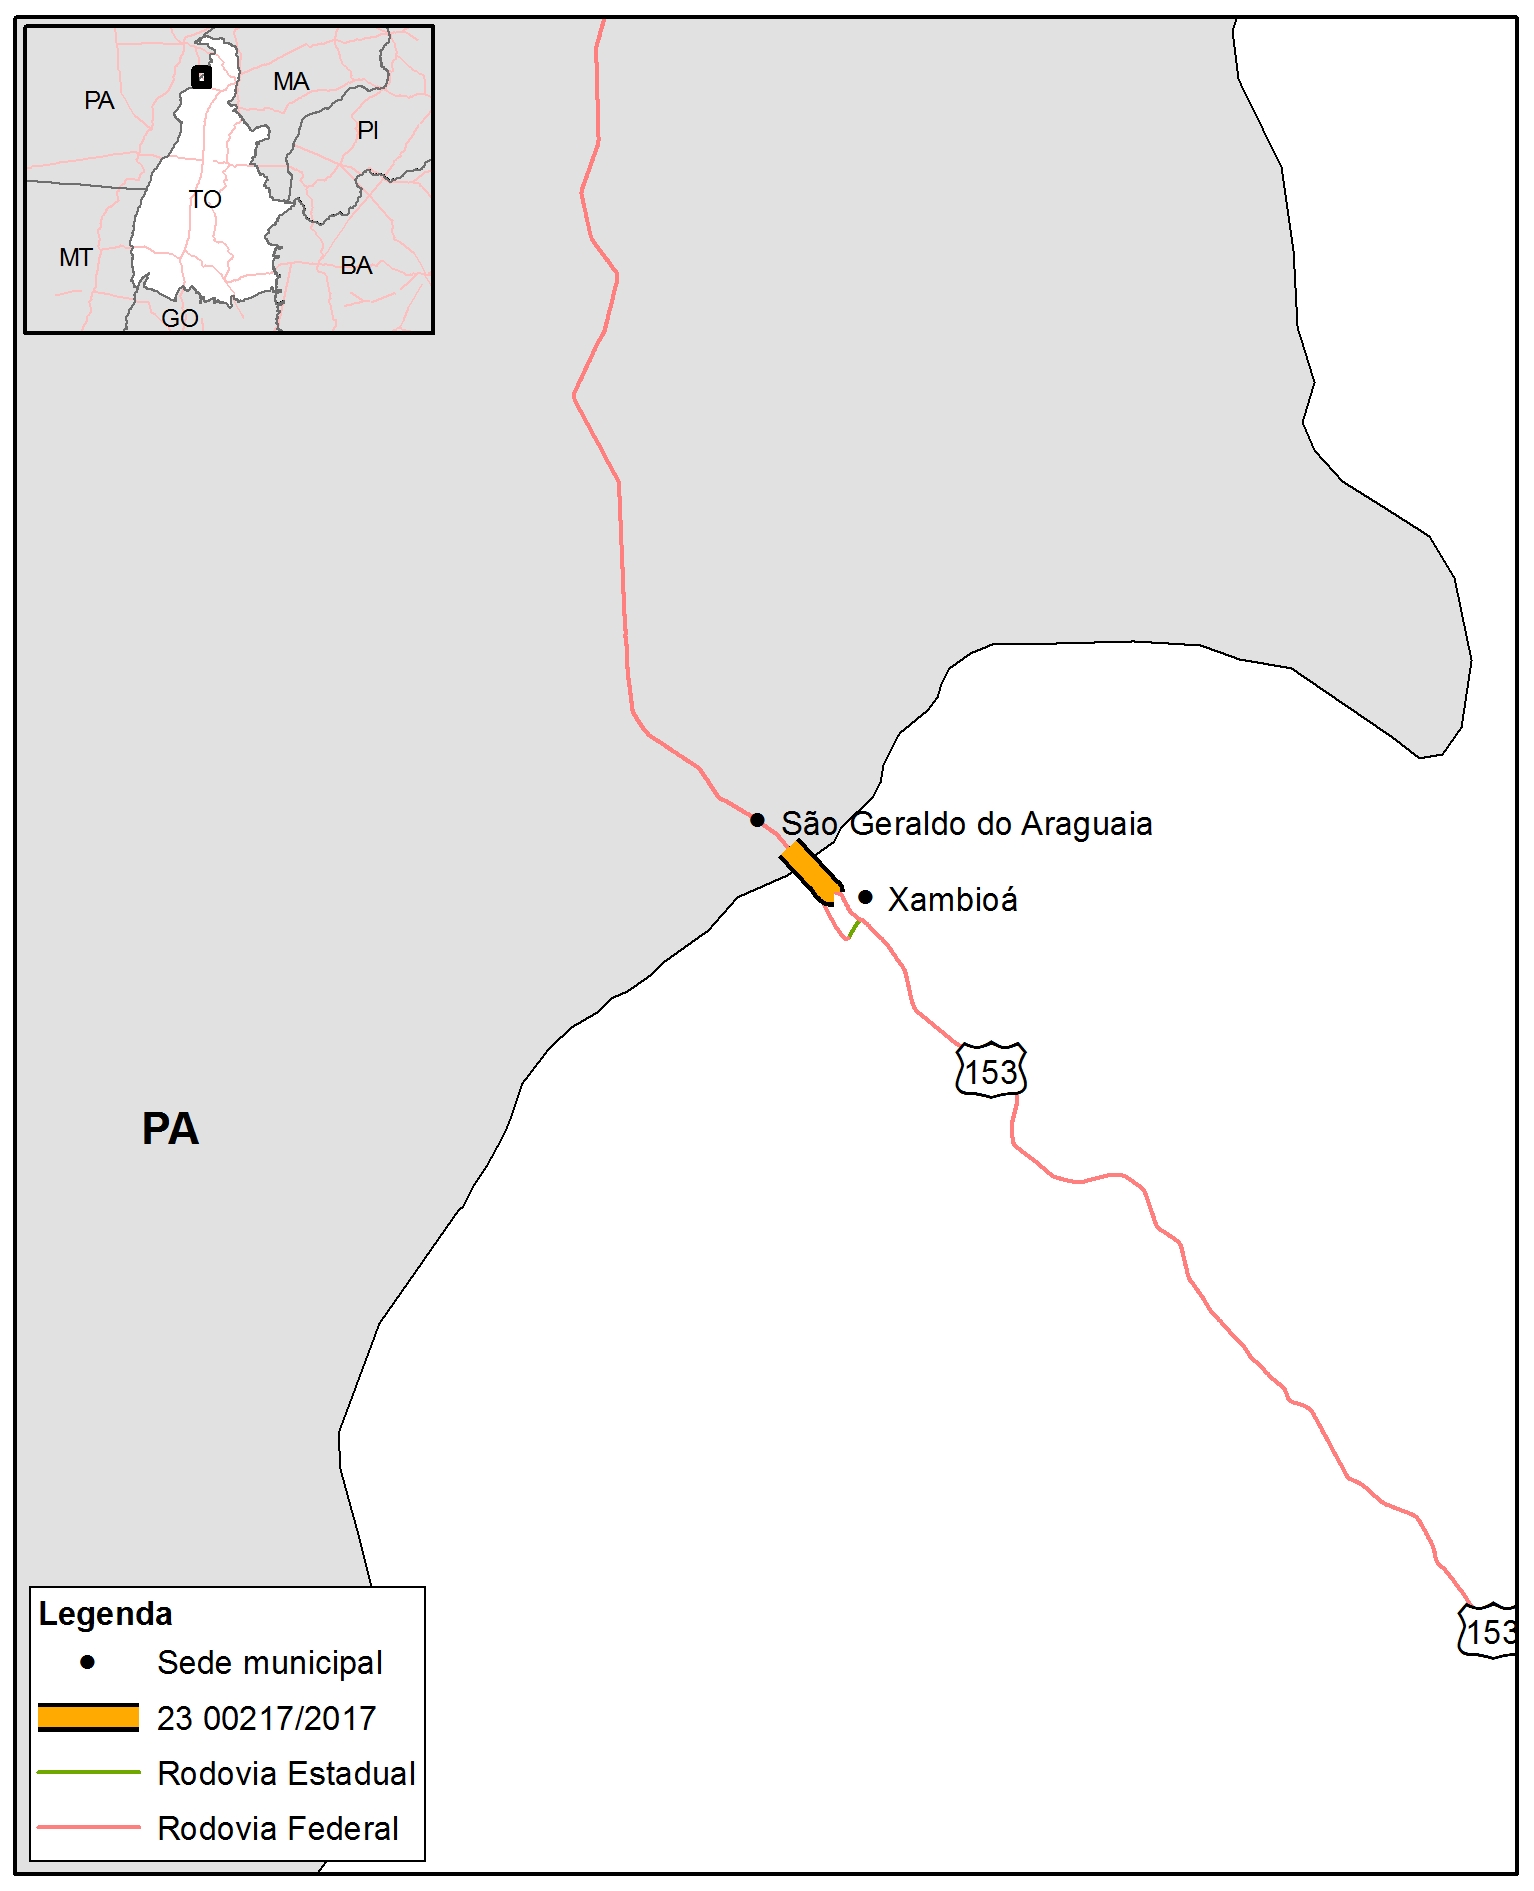 PA
MA
PI
TO
MT
BA
GO
São Geraldo do Araguaia
Xambioá
153
PA
153
Legenda
Sede municipal
23 00217/2017
Rodovia Estadual
Rodovia Federal